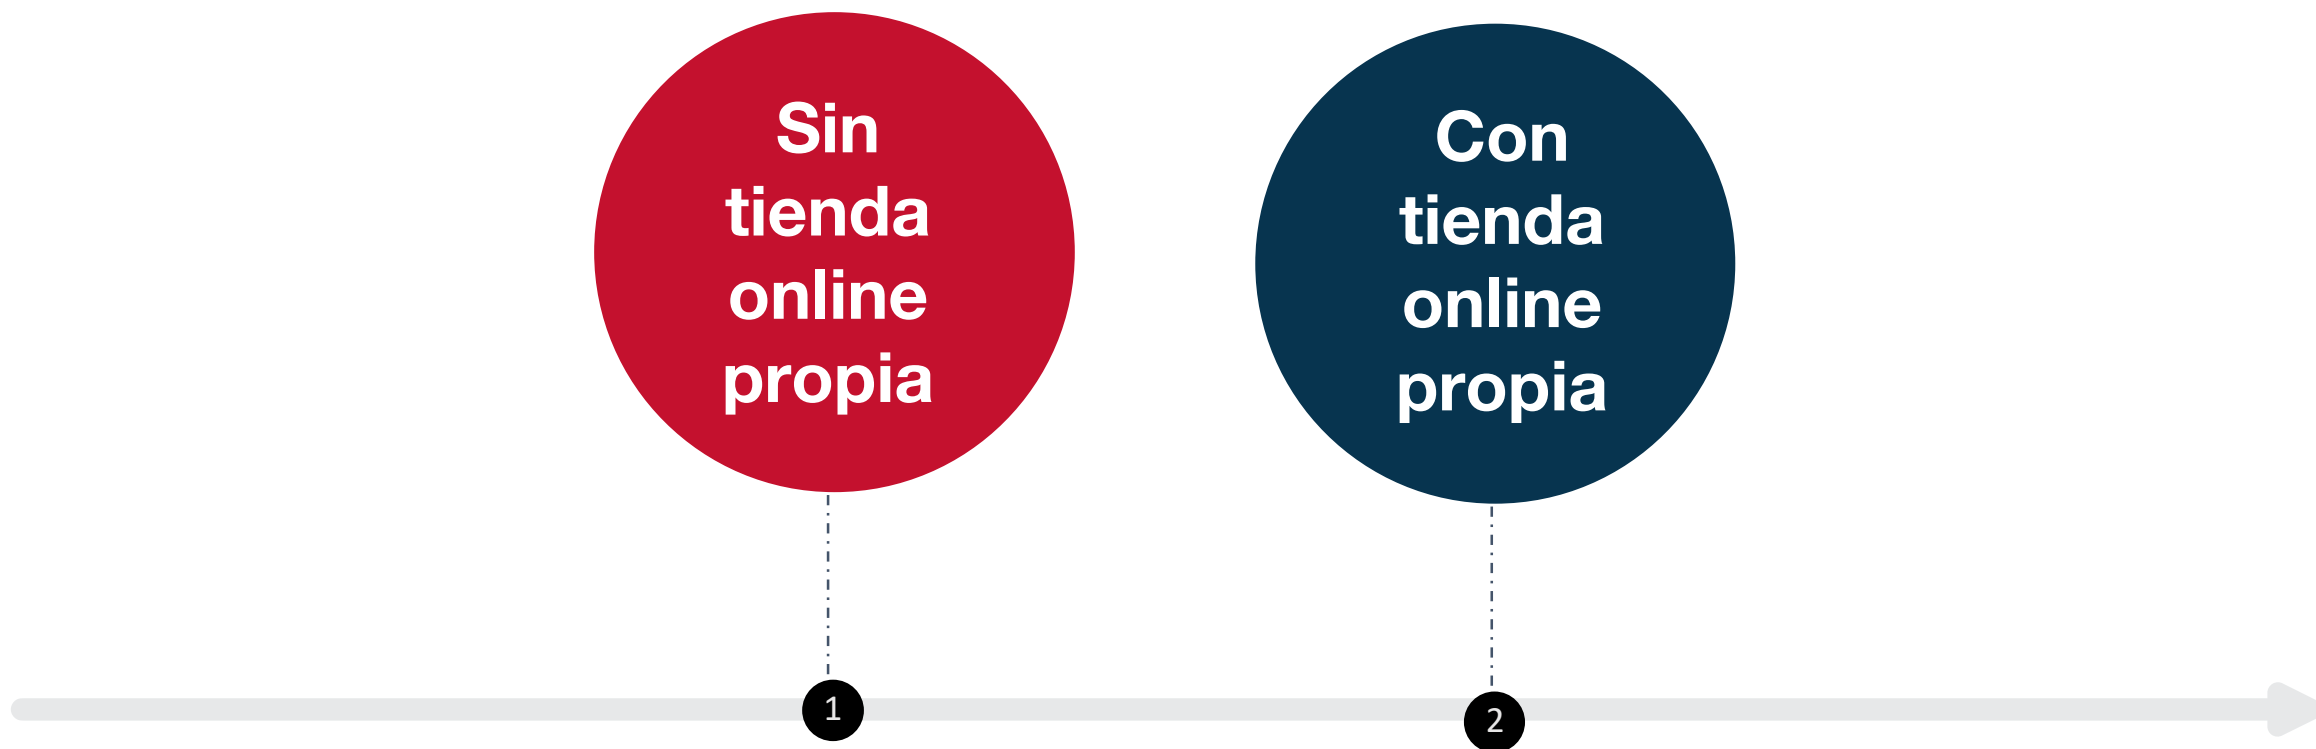 Sin
tienda
online
propia
Con
tienda
online
propia
1
2